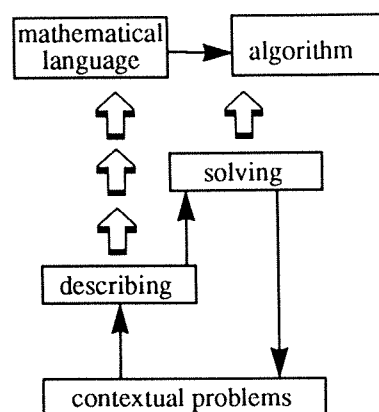 mathematical
language
algorithm
solving
describing
contextual problems